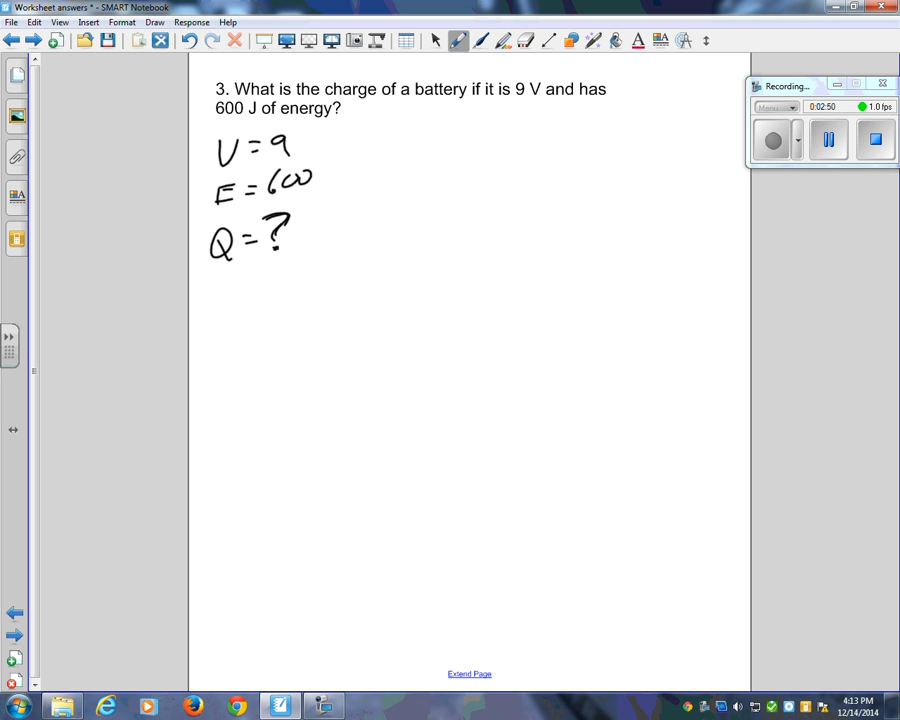 Worksheet answers * - SMART Notebook
File Edit View Insert Format Draw Response Help
3. What is the charge of a battery if it is 9 V and has
600 J of energy?
V = 9
E = 600
Q = ?
Recording...
Menu 0:02:50 1.0 fps
Extend Page
4:13 PM
12/14/2014